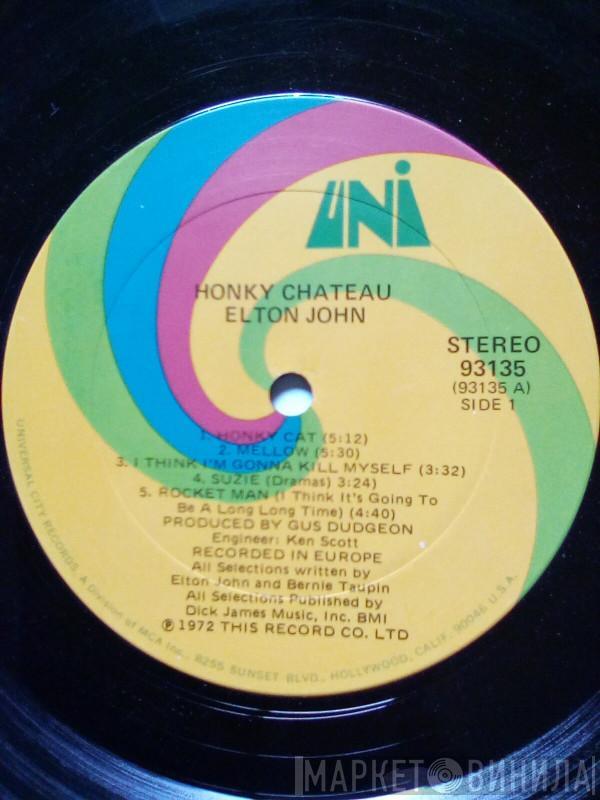 UNI
HONKY CHATEAU
ELTON JOHN
STEREO
93135
(93135 A)
SIDE 1
1. HONKY CAT (5:12)
2. MELLOW (5:30)
3. I THINK I'M GONNA KILL MYSELF (3:32)
4. SUZIE (Dramas) 3:24)
5. ROCKET MAN (I Think It's Going To
Be A Long Long Time) (4:40)
PRODUCED BY GUS DUDGEON
Engineer: Ken Scott
RECORDED IN EUROPE
All Selections written by
Elton John and Bernie Taupin
All Selections Published by
Dick James Music, Inc. BMI
℗ 1972 THIS RECORD CO. LTD
UNIVERSAL CITY RECORDS, A Division of MCA Inc., 8255 SUNSET BLVD., HOLLYWOOD, CALIF. 90046 U.S.A.
МАРКЕТ ВИНИЛА